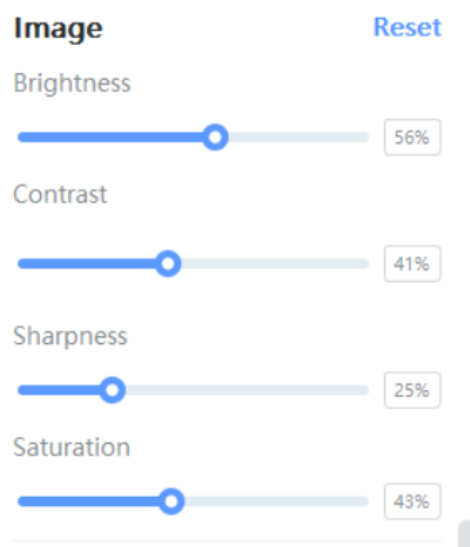 Image Reset
Brightness
56%
Contrast
41%
Sharpness
25%
Saturation
43%